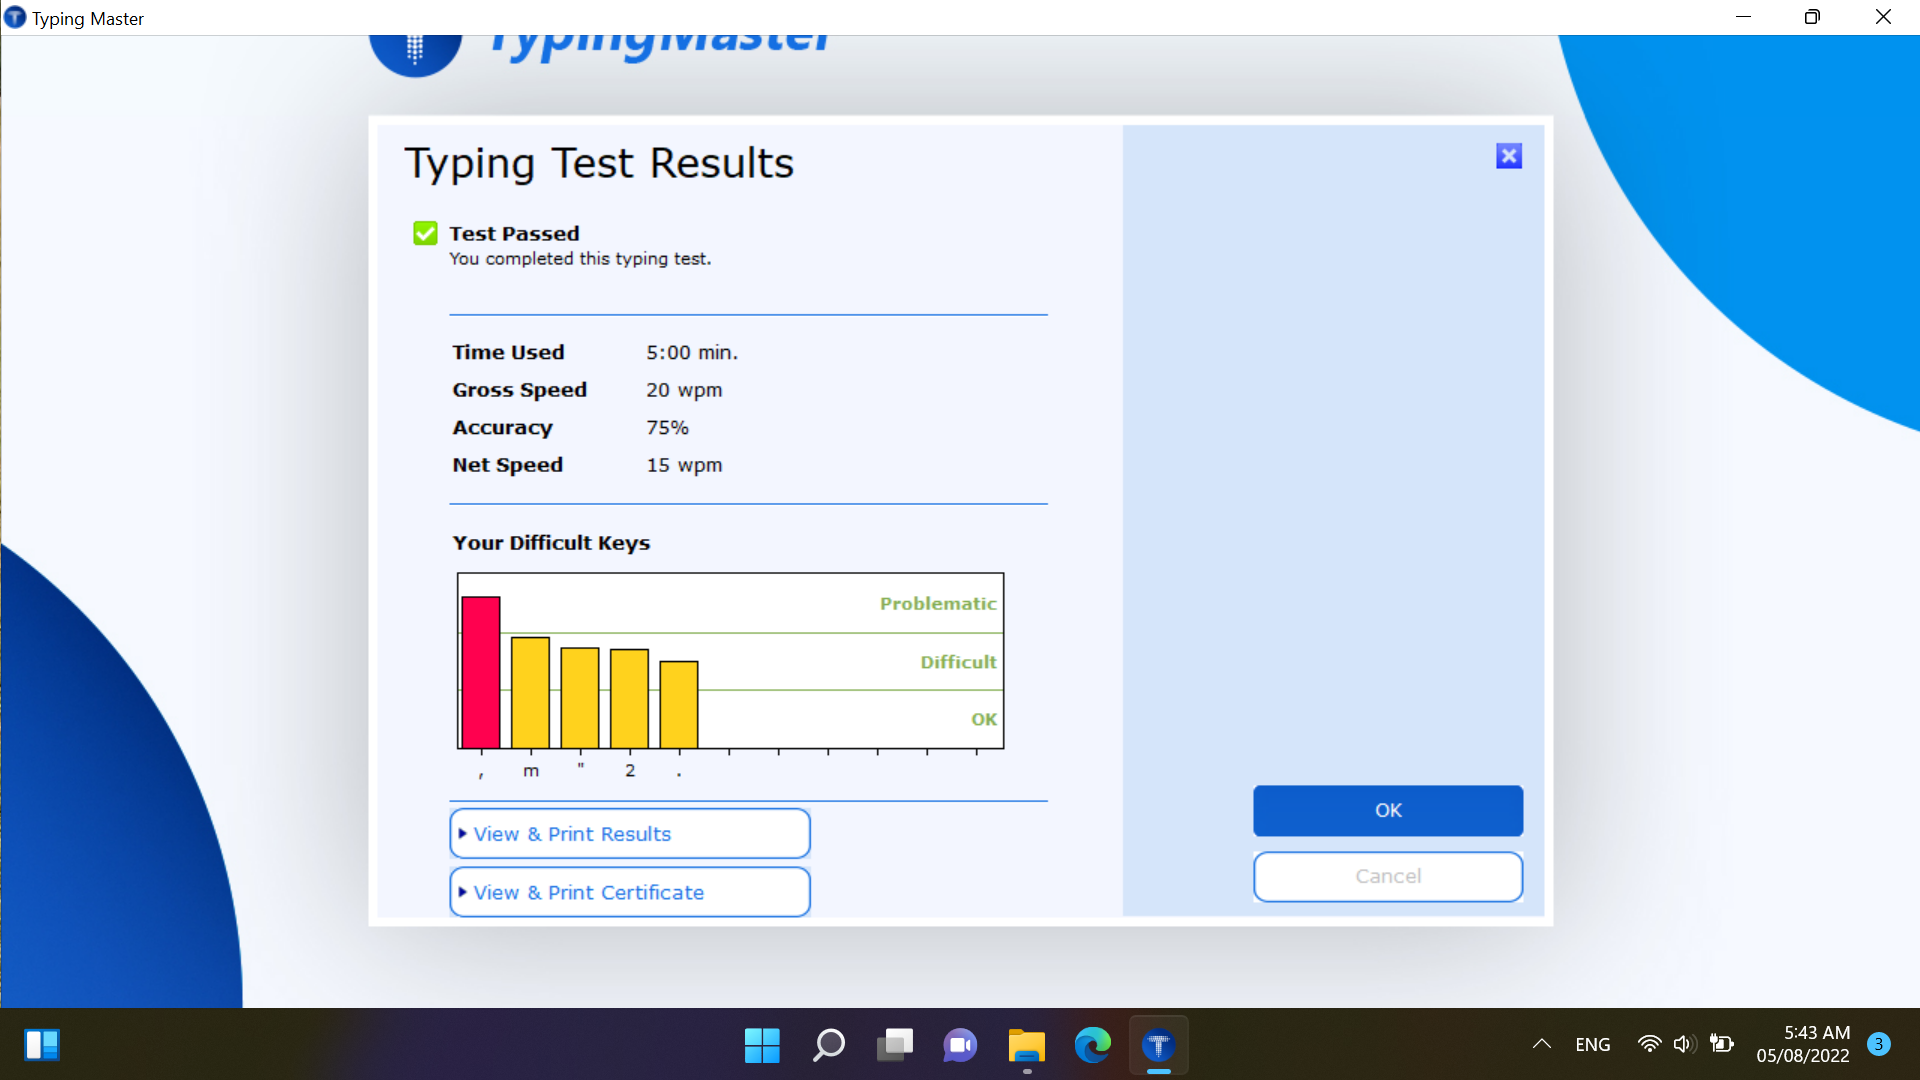 Typing Master
TypingMaster
Typing Test Results
Test Passed
You completed this typing test.
Time Used 5:00 min.
Gross Speed 20 wpm
Accuracy 75%
Net Speed 15 wpm
Your Difficult Keys
Problematic
Difficult
OK
, m " 2 .
View & Print Results
View & Print Certificate
OK
Cancel
ENG
5:43 AM
05/08/2022
3